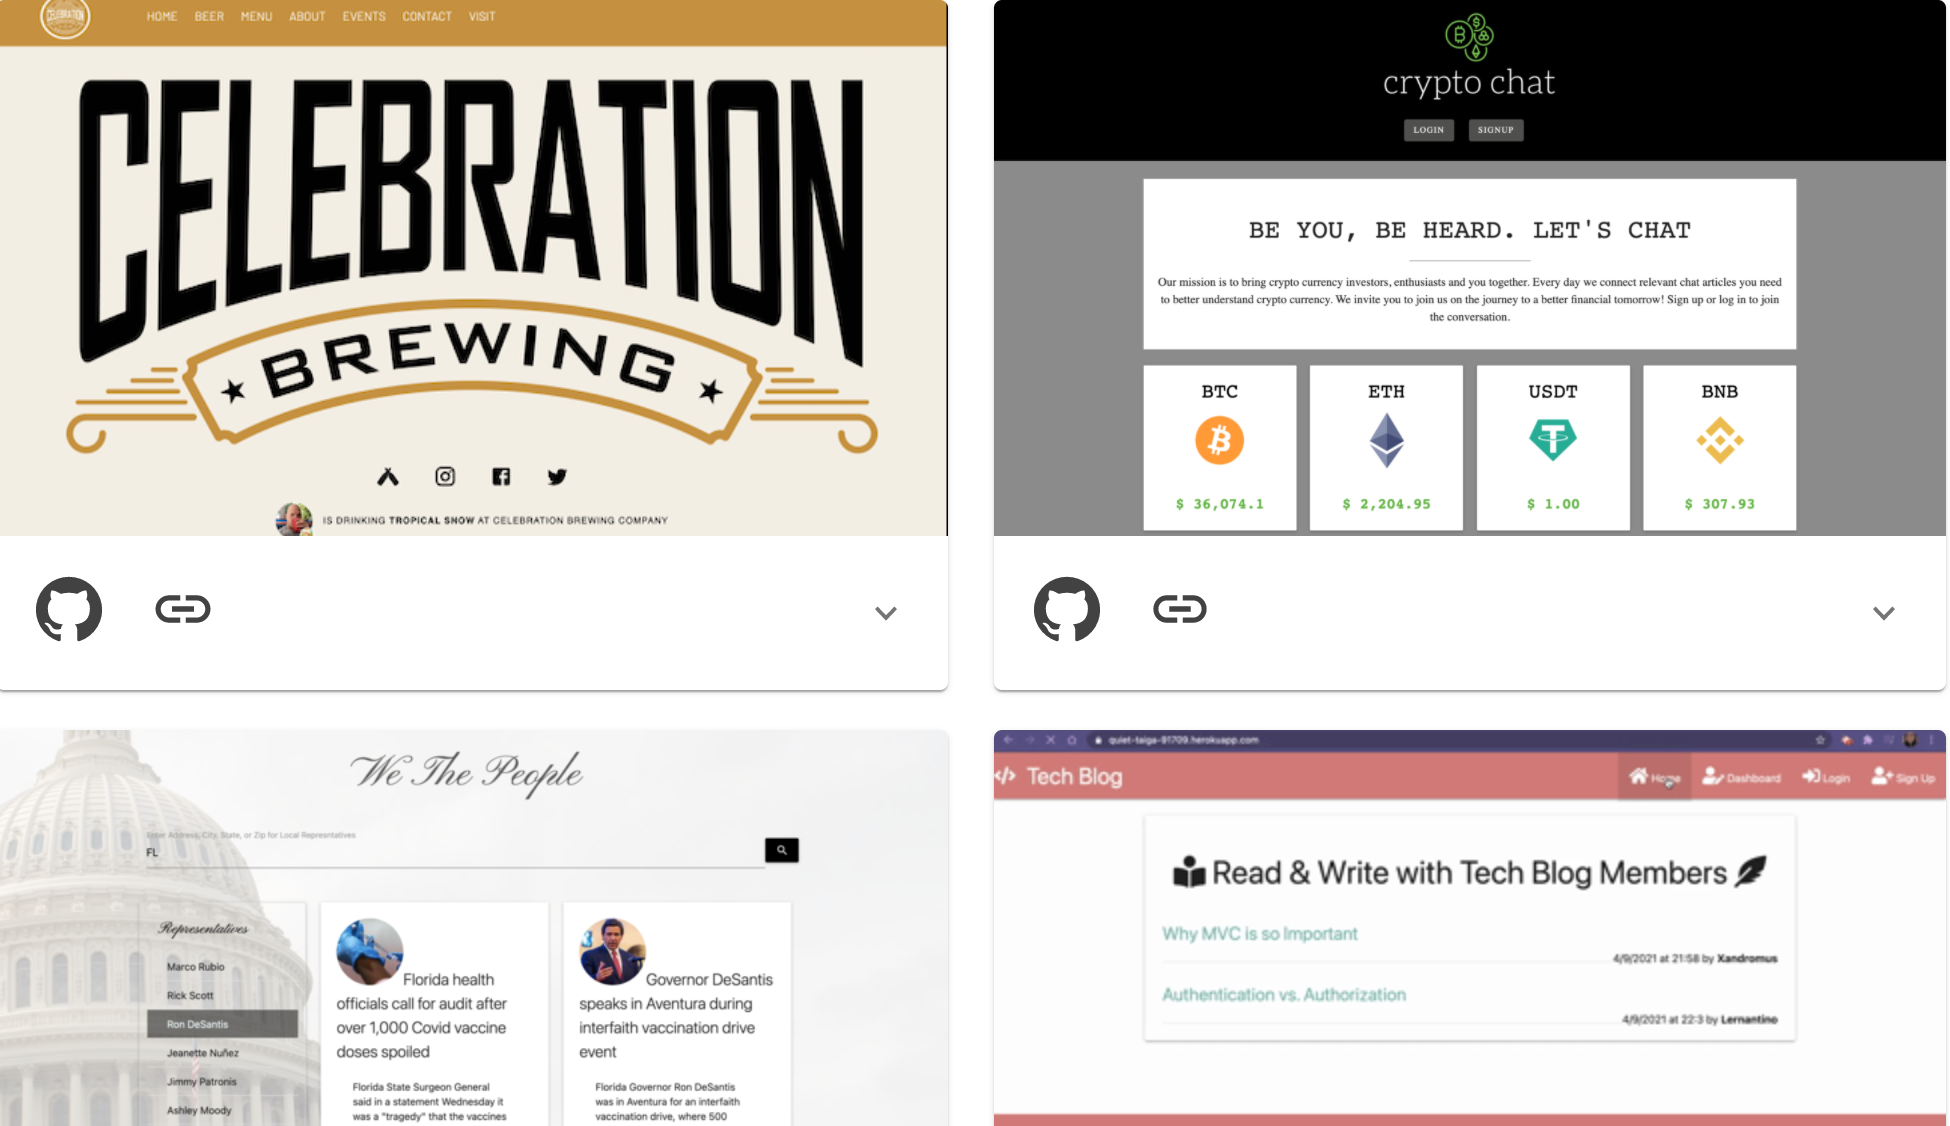 CELEBRATION
HOME BEER MENU ABOUT EVENTS CONTACT VISIT
CELEBRATION
BREWING
IS DRINKING TROPICAL SNOW AT CELEBRATION BREWING COMPANY
crypto chat
LOGIN SIGNUP
BE YOU, BE HEARD. LET'S CHAT
Our mission is to bring crypto currency investors, enthusiasts and you together. Every day we connect relevant chat articles you need
to better understand crypto currency. We invite you to join us on the journey to a better financial tomorrow! Sign up or log in to join
the conversation.
BTC ETH USDT BNB
$ 36,074.1 $ 2,204.95 $ 1.00 $ 307.93
We The People
Enter Address, City, State, or Zip for Local Represntatives
FL
Representatives
Marco Rubio
Rick Scott
Ron DeSantis
Jeanette Nuñez
Jimmy Patronis
Ashley Moody
Florida health
officials call for audit after
over 1,000 Covid vaccine
doses spoiled
Florida State Surgeon General
said in a statement Wednesday it
was a "tragedy" that the vaccines
Governor DeSantis
speaks in Aventura during
interfaith vaccination drive
event
Florida Governor Ron DeSantis
was in Aventura for an interfaith
vaccination drive, where 500
quiet-taiga-91709.herokuapp.com
</> Tech Blog
Home Dashboard Login Sign Up
Read & Write with Tech Blog Members
Why MVC is so Important
4/9/2021 at 21:58 by Xandromus
Authentication vs. Authorization
4/9/2021 at 22:3 by Lernantino